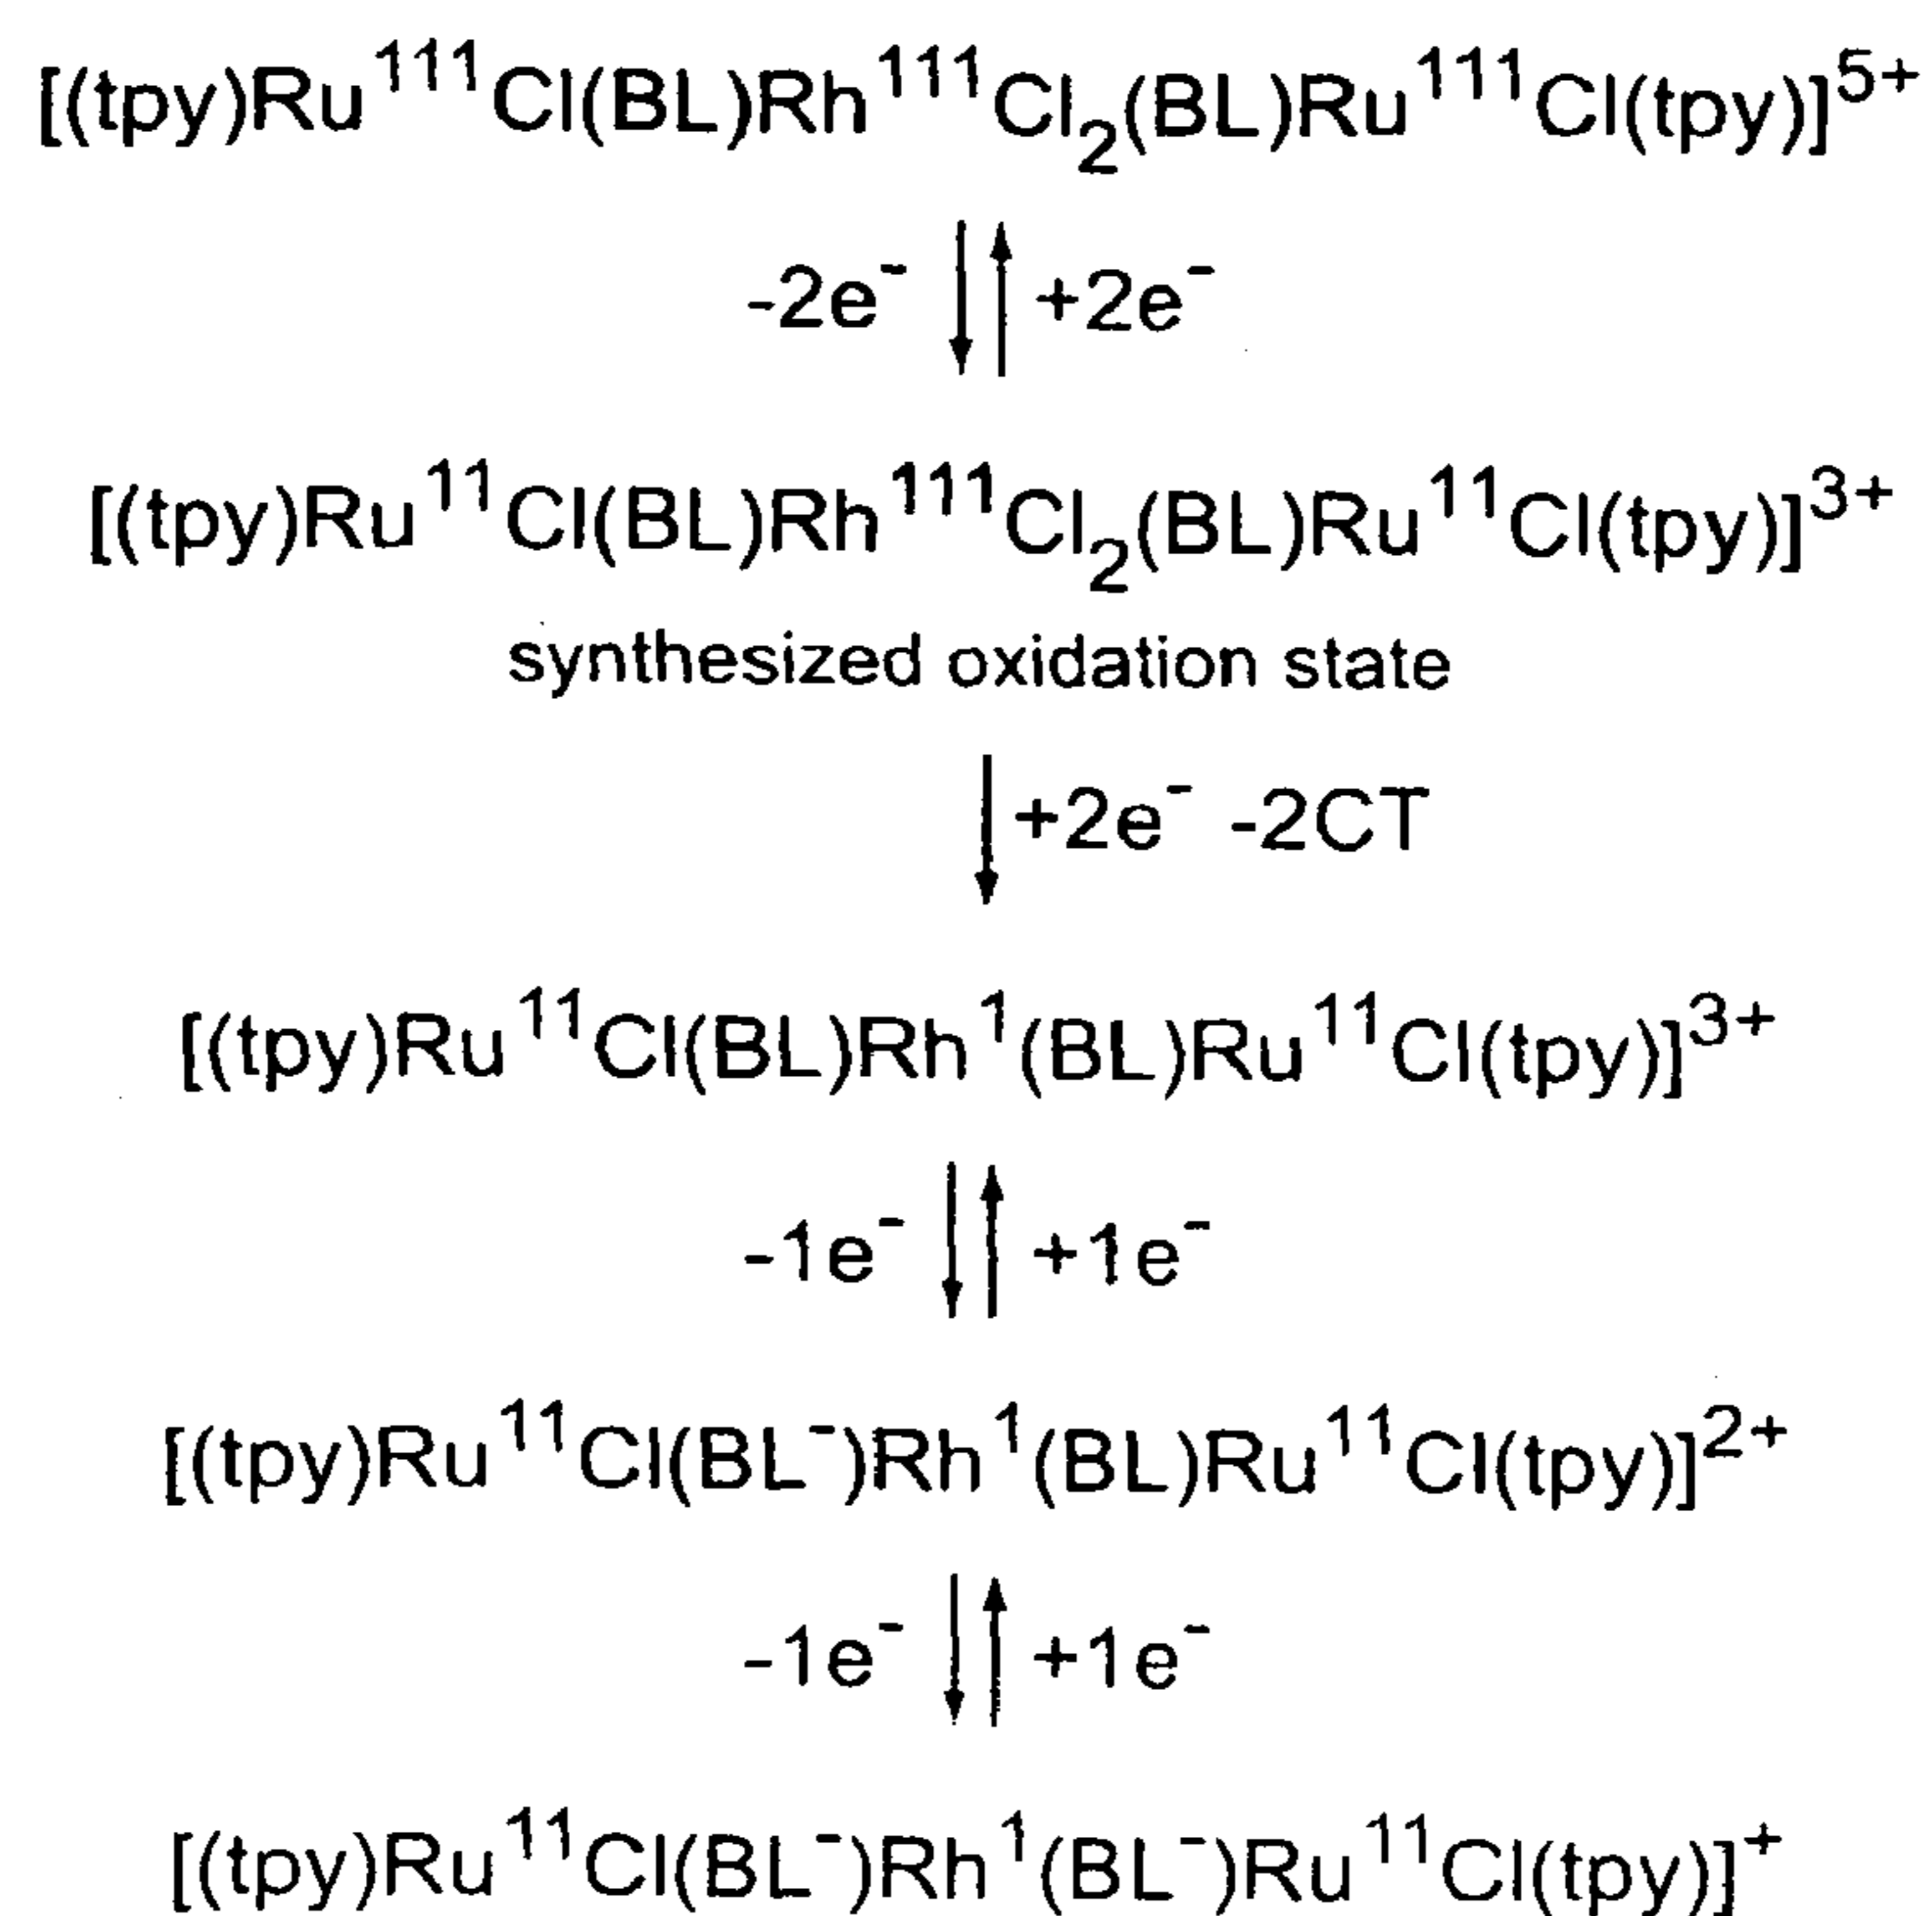 [(tpy)Ru¹¹¹Cl(BL)Rh¹¹¹Cl₂(BL)Ru¹¹¹Cl(tpy)]⁵⁺
-2e⁻ +2e⁻
[(tpy)Ru¹¹Cl(BL)Rh¹¹¹Cl₂(BL)Ru¹¹Cl(tpy)]³⁺
synthesized oxidation state
+2e⁻ -2CT
[(tpy)Ru¹¹Cl(BL)Rh¹(BL)Ru¹¹Cl(tpy)]³⁺
-1e⁻ +1e⁻
[(tpy)Ru¹¹Cl(BL⁻)Rh¹(BL)Ru¹¹Cl(tpy)]²⁺
-1e⁻ +1e⁻
[(tpy)Ru¹¹Cl(BL⁻)Rh¹(BL⁻)Ru¹¹Cl(tpy)]⁺